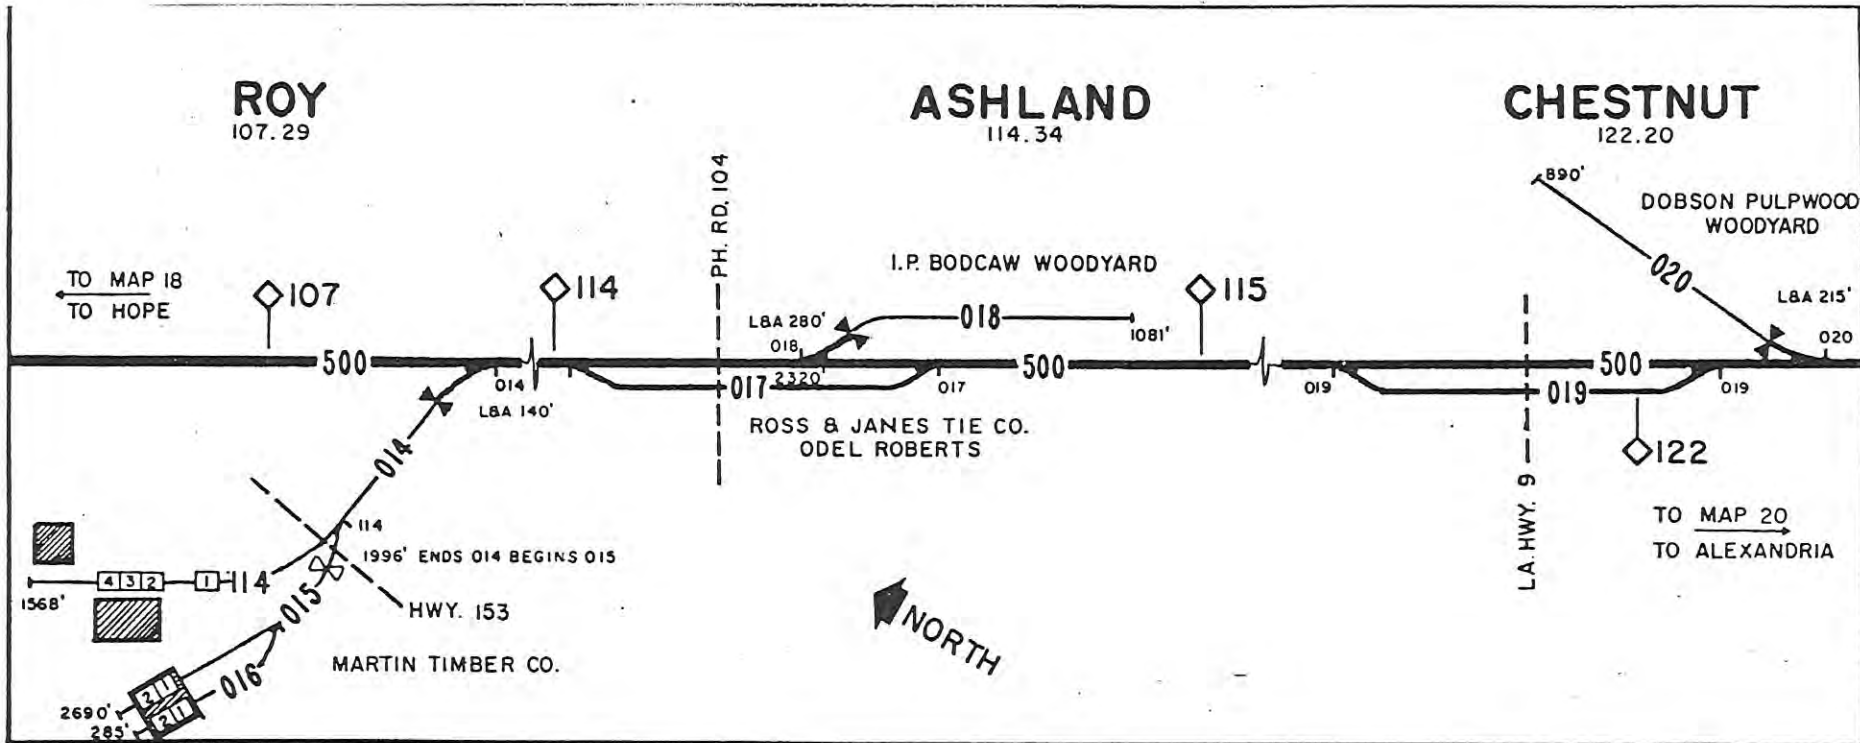 ROY
107.29
ASHLAND
114.34
CHESTNUT
122.20
TO MAP 18
TO HOPE
107
114
PH. RD. 104
I.P. BODCAW WOODYARD
L&A 280'
018
018
1081'
115
890'
DOBSON PULPWOOD
WOODYARD
020
L&A 215'
020
500
500
500
014
L&A 140'
017
2320
017
ROSS & JANES TIE CO.
ODEL ROBERTS
019
019
019
122
LA. HWY. 9
TO MAP 20
TO ALEXANDRIA
014
114
1996' ENDS 014 BEGINS 015
4 3 2
1
114
1568'
015
HWY. 153
MARTIN TIMBER CO.
016
2 1
2 1
2690'
285'
NORTH